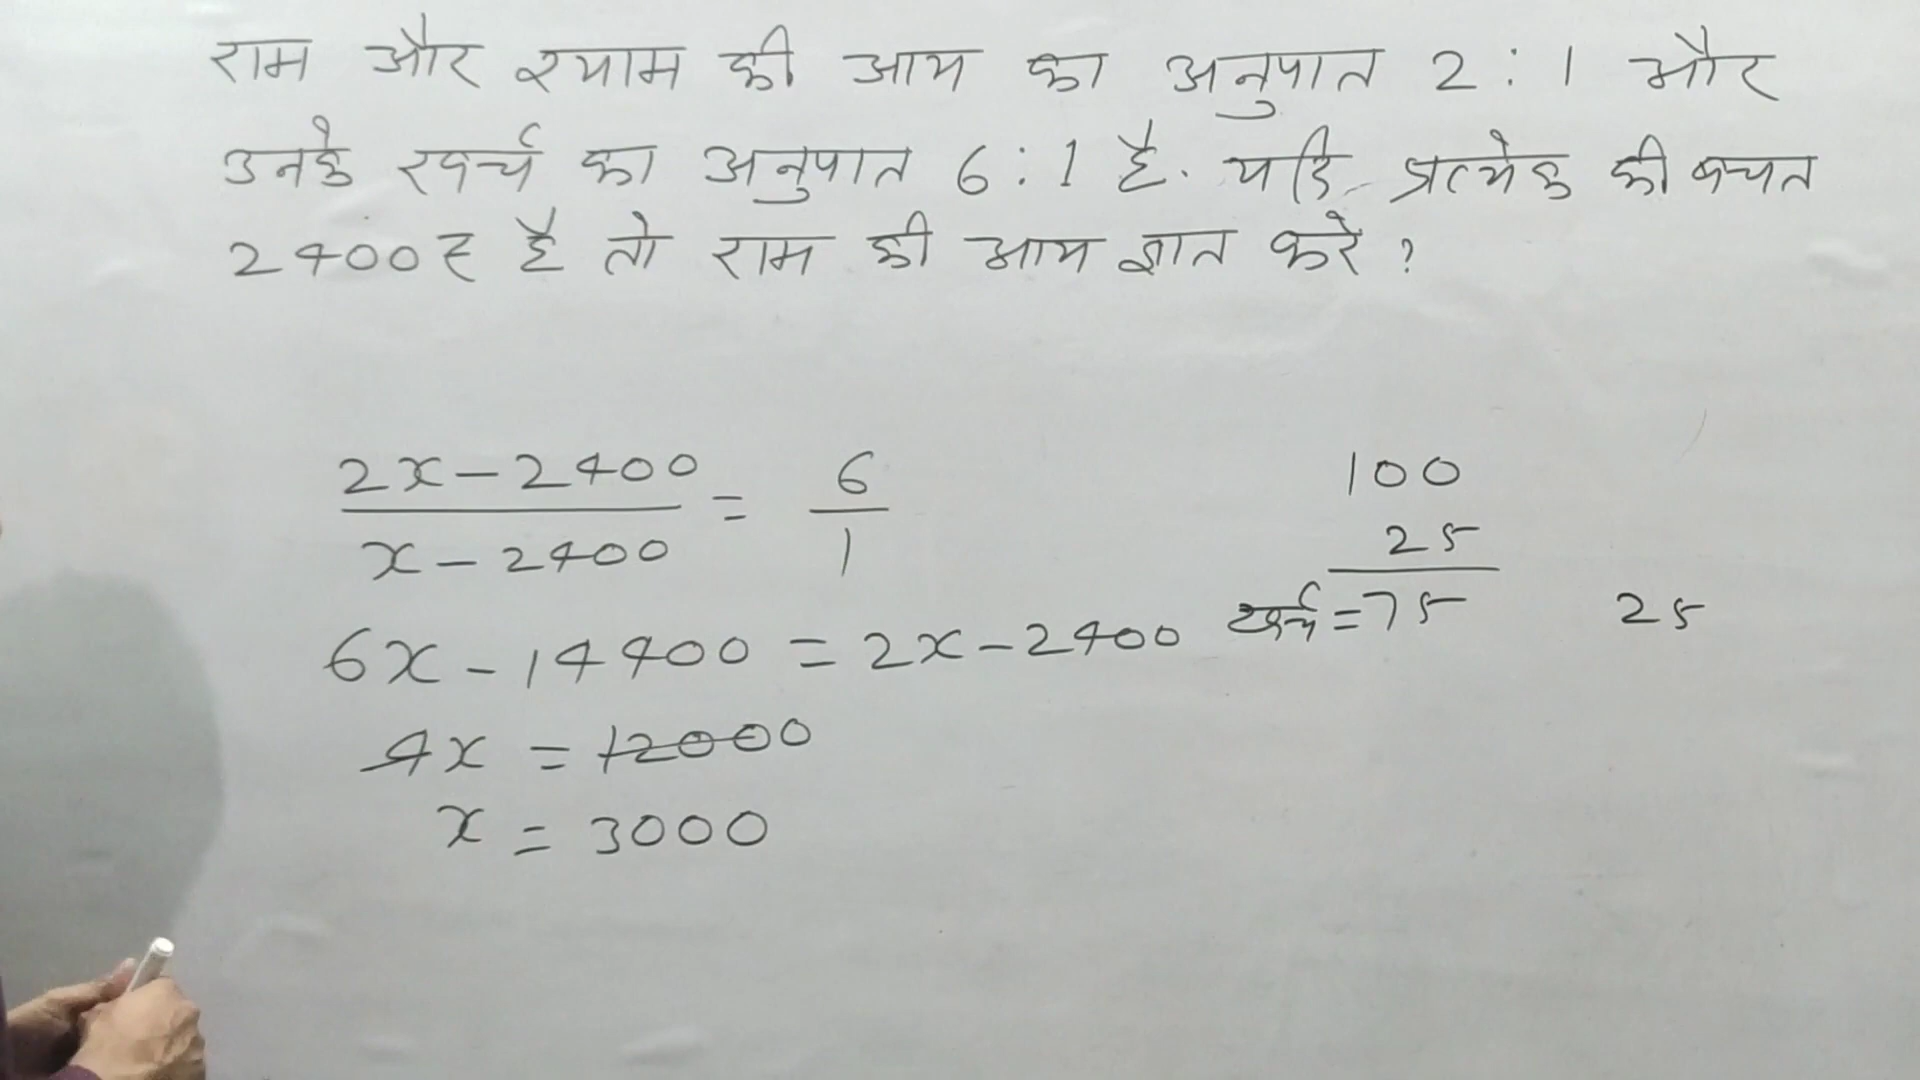 राम और श्याम की आय का अनुपात 2 : 1 और
उनके खर्च का अनुपात 6 : 1 है. यदि प्रत्येक की बचत
2400 ₹ है तो राम की आय ज्ञात करे ?
2x - 2400 = 6
x - 2400 1
6x - 14400 = 2x - 2400
4x = 12000
x = 3000
100
25
खर्च = 75 25